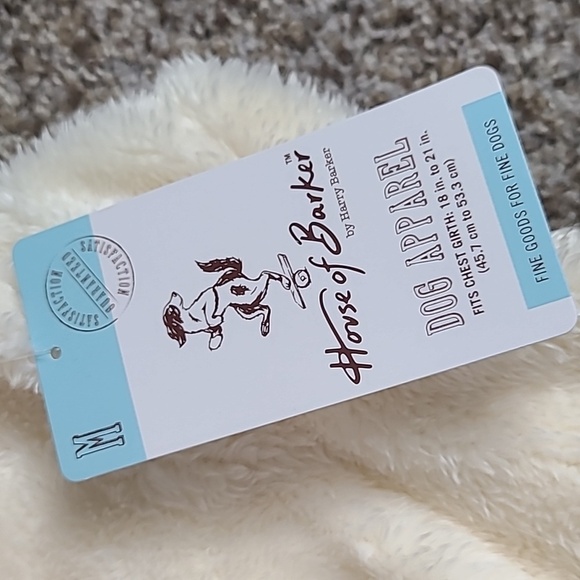 M
SATISFACTION
GUARANTEED
SATISFACTION
House of Barker™
by Harry Barker
DOG APPAREL
FITS CHEST GIRTH: 18 in. to 21 in.
(45.7 cm to 53.3 cm)
FINE GOODS FOR FINE DOGS